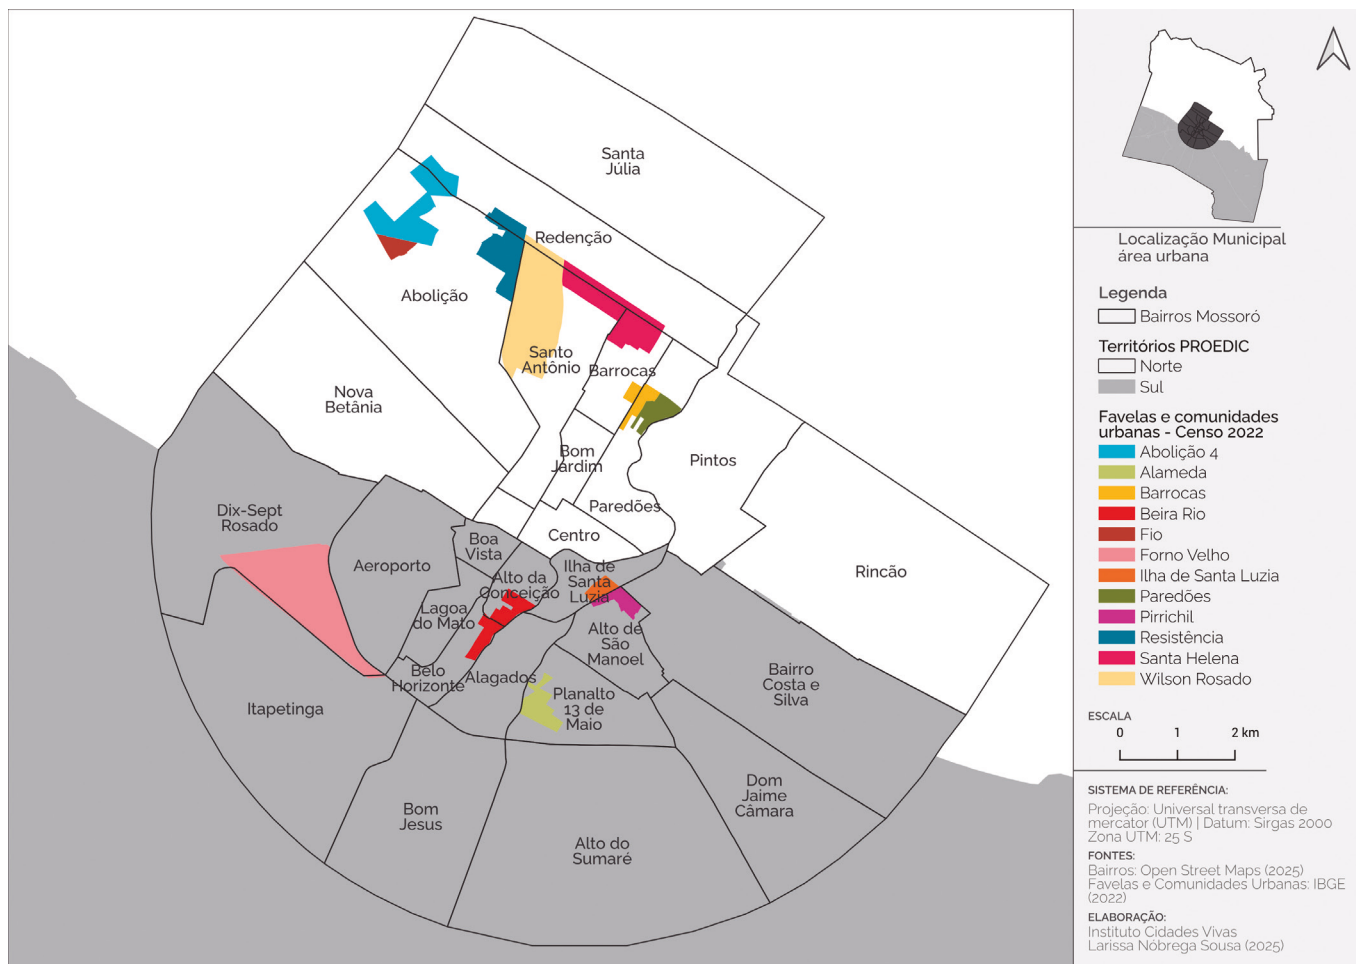 Santa
Júlia
Redenção
Abolição
Santo
Antônio
Barrocas
Nova
Betânia
Bom
Jardim
Pintos
Paredões
Centro
Rincão
Dix-Sept
Rosado
Aeroporto
Boa
Vista
Alto da
Conceição
Ilha de
Santa
Luzia
Lagoa
do Mato
Alto de
São
Manoel
Belo
Horizonte
Alagados
Planalto
13 de
Maio
Bairro
Costa e
Silva
Itapetinga
Bom
Jesus
Alto do
Sumaré
Dom
Jaime
Câmara
Localização Municipal
área urbana
Legenda
Bairros Mossoró
Territórios PROEDIC
Norte
Sul
Favelas e comunidades
urbanas - Censo 2022
Abolição 4
Alameda
Barrocas
Beira Rio
Fio
Forno Velho
Ilha de Santa Luzia
Paredões
Pirrichil
Resistência
Santa Helena
Wilson Rosado
ESCALA
0 1 2 km
SISTEMA DE REFERÊNCIA:
Projeção: Universal transversa de
mercator (UTM) | Datum: Sirgas 2000
Zona UTM: 25 S
FONTES:
Bairros: Open Street Maps (2025)
Favelas e Comunidades Urbanas: IBGE
(2022)
ELABORAÇÃO:
Instituto Cidades Vivas
Larissa Nóbrega Sousa (2025)